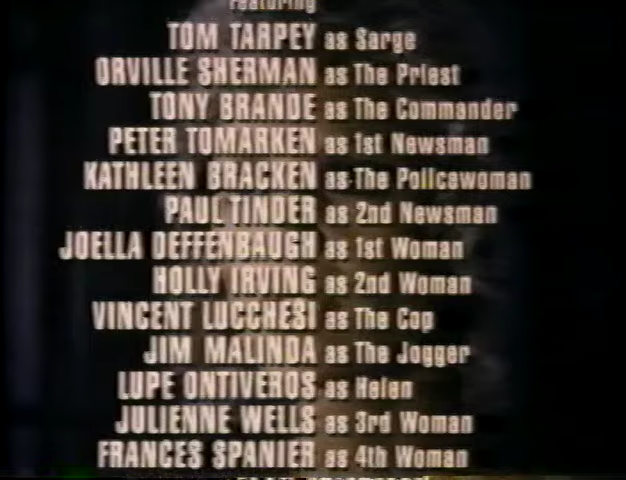 Featuring
TOM TARPEY as Sarge
ORVILLE SHERMAN as The Priest
TONY BRANDE as The Commander
PETER TOMARKEN as 1st Newsman
KATHLEEN BRACKEN as The Policewoman
PAUL TINDER as 2nd Newsman
JOELLA DEFFENBAUGH as 1st Woman
HOLLY IRVING as 2nd Woman
VINCENT LUCCHESI as The Cop
JIM MALINDA as The Jogger
LUPE ONTIVEROS as Helen
JULIENNE WELLS as 3rd Woman
FRANCES SPANIER as 4th Woman